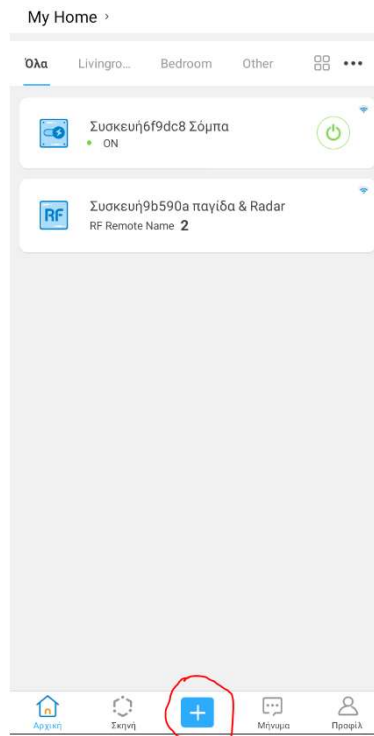 My Home ›
Όλα Livingro... Bedroom Other
Συσκευή6f9dc8 Σόμπα
ON
RF
Συσκευή9b590a παγίδα & Radar
RF Remote Name 2
Αρχική Σκηνή Μήνυμα Προφίλ